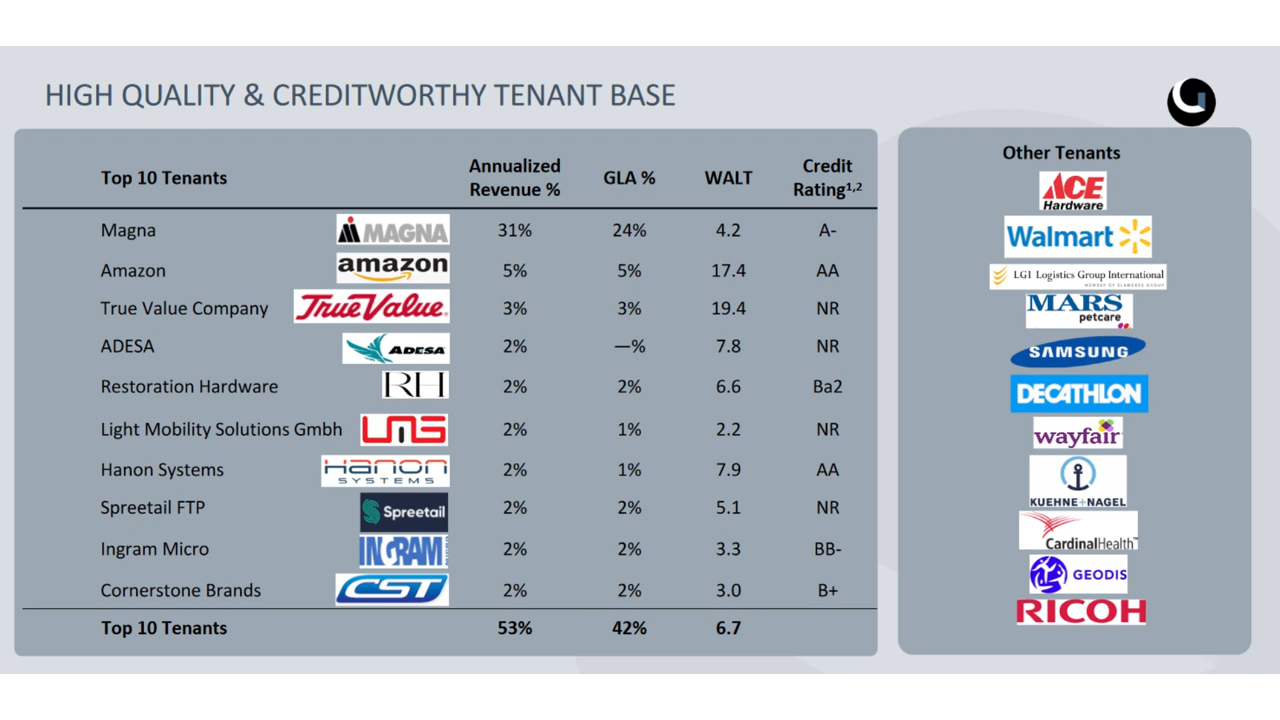 HIGH QUALITY & CREDITWORTHY TENANT BASE
Top 10 Tenants Annualized Revenue % GLA % WALT Credit Rating1,2
Magna MAGNA 31% 24% 4.2 A-
Amazon amazon 5% 5% 17.4 AA
True Value Company True Value. 3% 3% 19.4 NR
ADESA ADESA 2% —% 7.8 NR
Restoration Hardware RH 2% 2% 6.6 Ba2
Light Mobility Solutions Gmbh LMS 2% 1% 2.2 NR
Hanon Systems Hanon SYSTEMS 2% 1% 7.9 AA
Spreetail FTP Spreetail 2% 2% 5.1 NR
Ingram Micro INGRAM MICRO 2% 2% 3.3 BB-
Cornerstone Brands CST 2% 2% 3.0 B+
Top 10 Tenants 53% 42% 6.7
Other Tenants
ACE
Hardware
Walmart
LGI Logistics Group International
MEMBER OF ELANDERS GROUP
MARS
petcare
SAMSUNG
DECATHLON
wayfair
KUEHNE+NAGEL
CardinalHealth™
GEODIS
RICOH